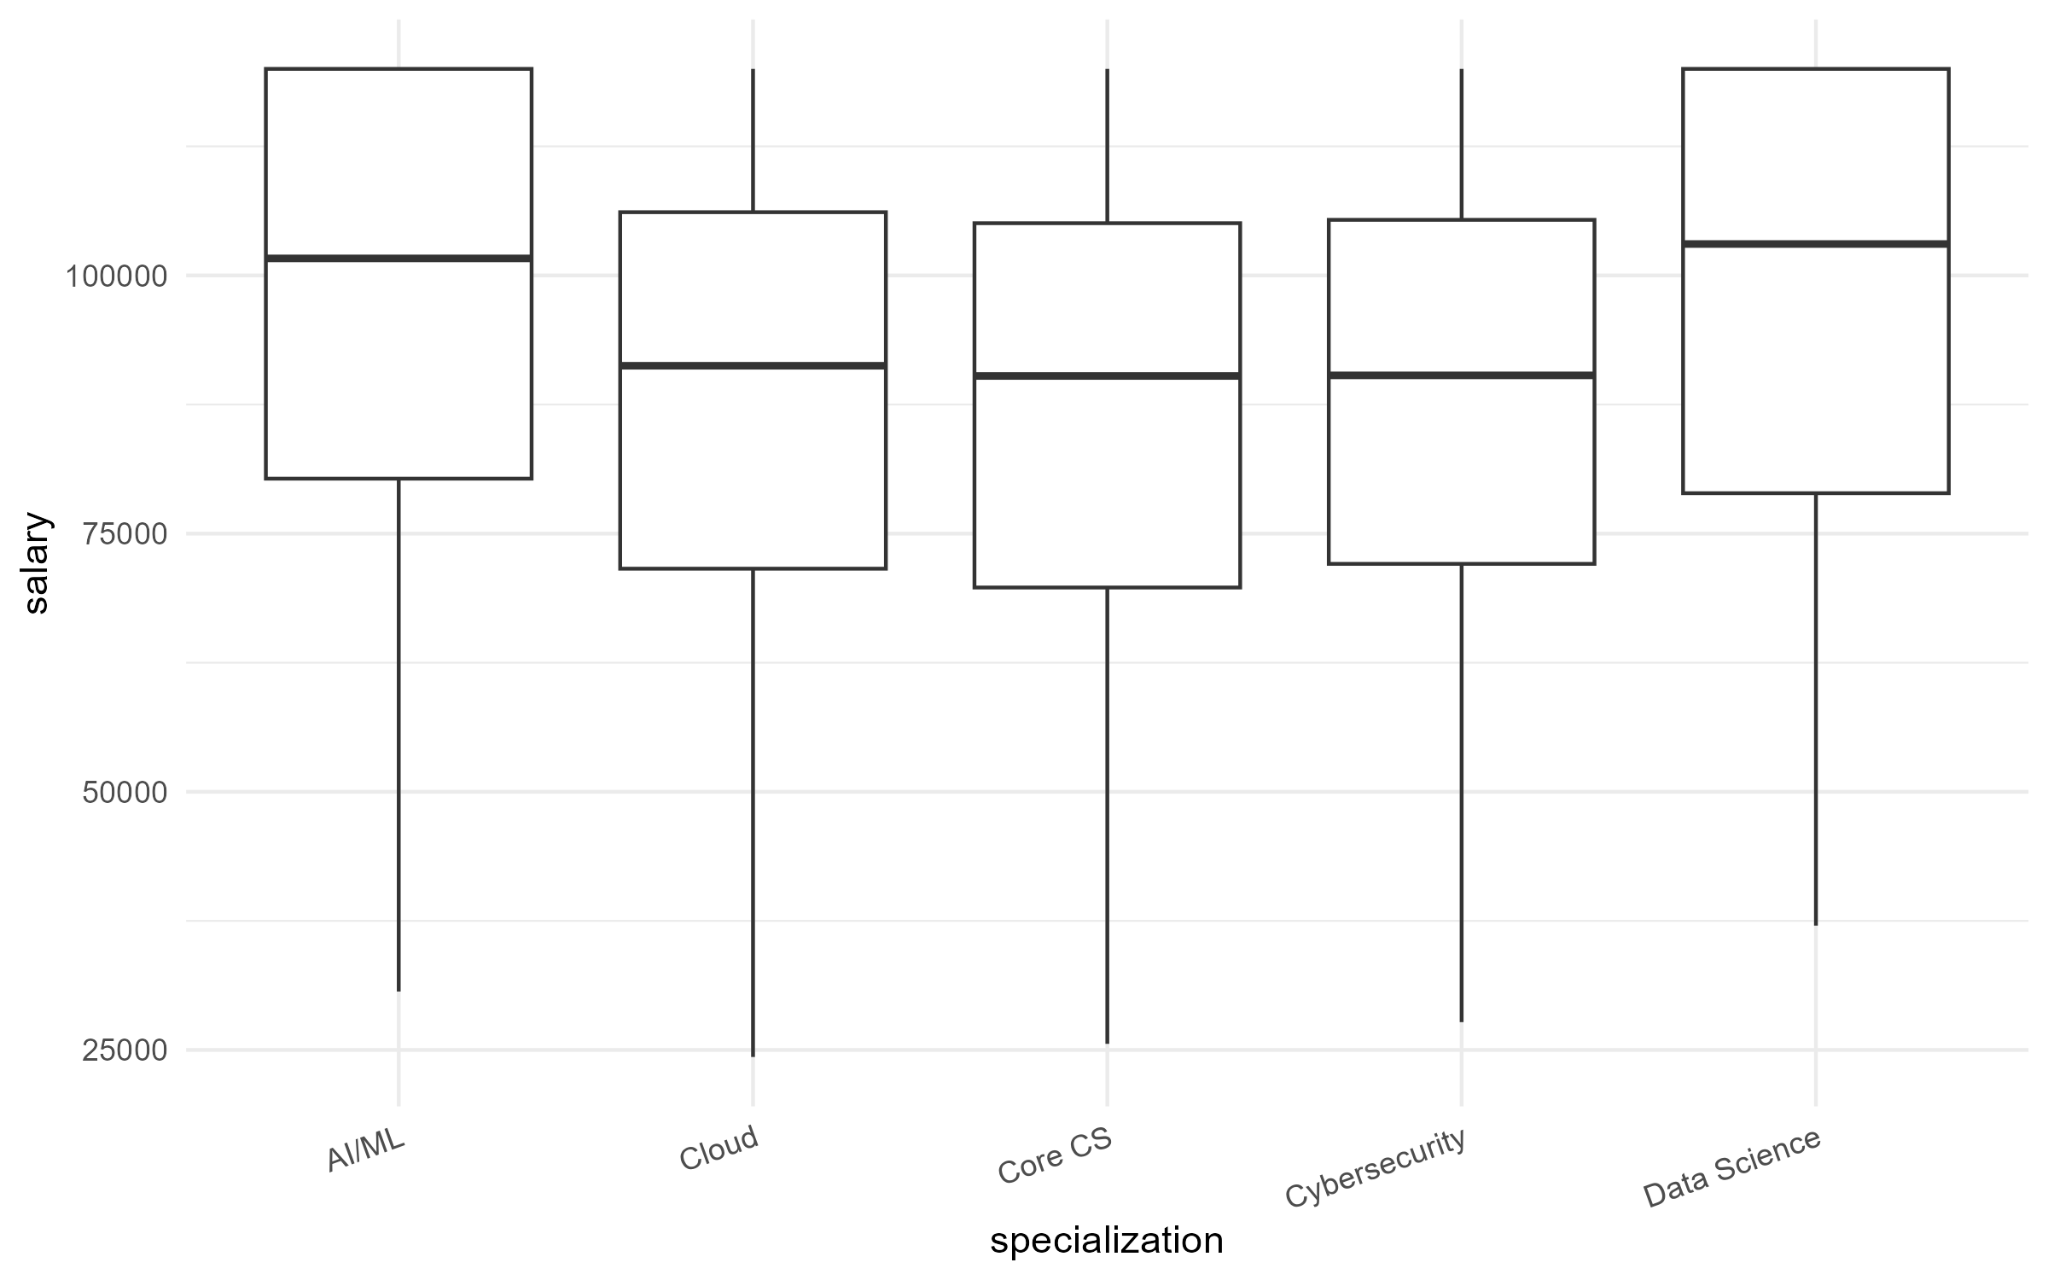 salary
100000
75000
50000
25000
AI/ML
Cloud
Core CS
Cybersecurity
Data Science
specialization